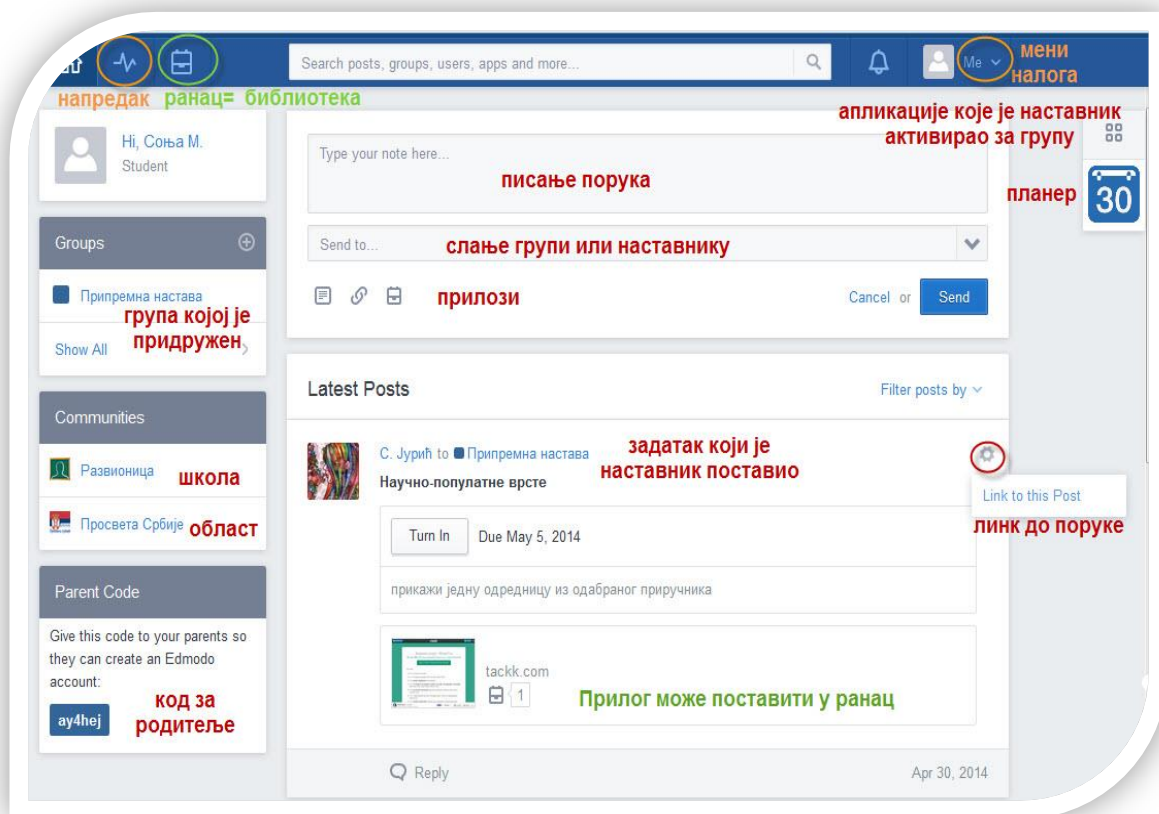 Search posts, groups, users, apps and more...
Me
мени
налога
напредак
ранац= библиотека
апликације које је наставник
активирао за групу
Hi, Соња М.
Student
Type your note here...
писање порука
планер
30
Groups
Send to...
слање групи или наставнику
Припремна настава
група којој је
придружен
Show All
прилози
Cancel or Send
Latest Posts
Filter posts by
Communities
Развионица
школа
Просвета Србије
област
С. Јурић to Припремна настава
задатак који је
наставник поставио
Научно-популатне врсте
Link to this Post
линк до поруке
Turn In
Due May 5, 2014
прикажи једну одредницу из одабраног приручника
Parent Code
Give this code to your parents so
they can create an Edmodo
account:
ay4hej
код за
родитеље
tackk.com
1
Прилог може поставити у ранац
Reply
Apr 30, 2014